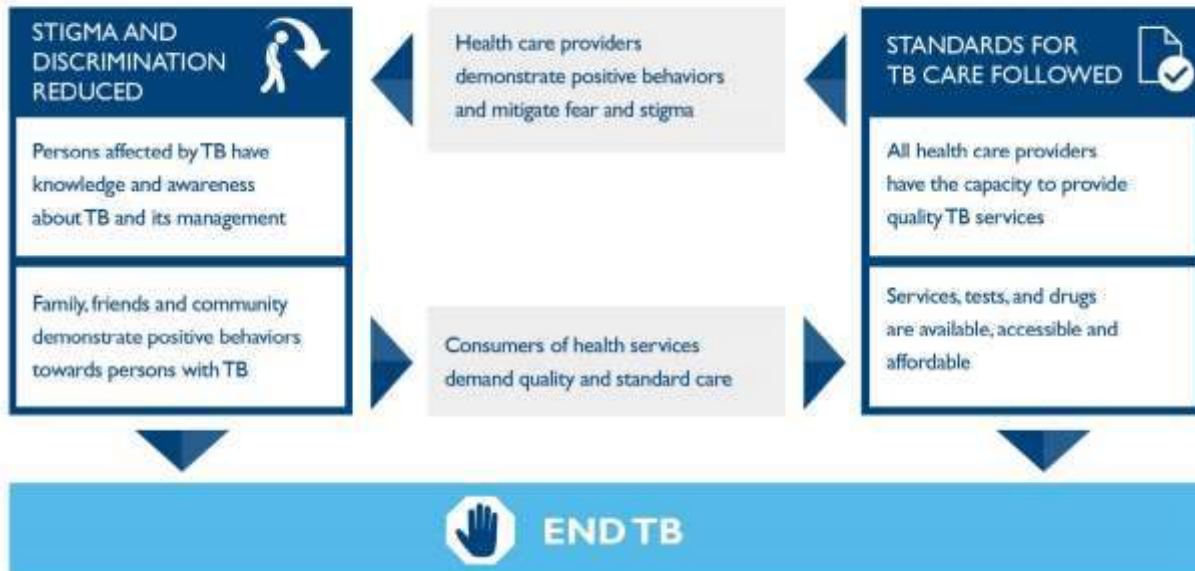 STIGMA AND
DISCRIMINATION
REDUCED
Persons affected by TB have
knowledge and awareness
about TB and its management
Family, friends and community
demonstrate positive behaviors
towards persons with TB
Health care providers
demonstrate positive behaviors
and mitigate fear and stigma
Consumers of health services
demand quality and standard care
STANDARDS FOR
TB CARE FOLLOWED
All health care providers
have the capacity to provide
quality TB services
Services, tests, and drugs
are available, accessible and
affordable
END TB